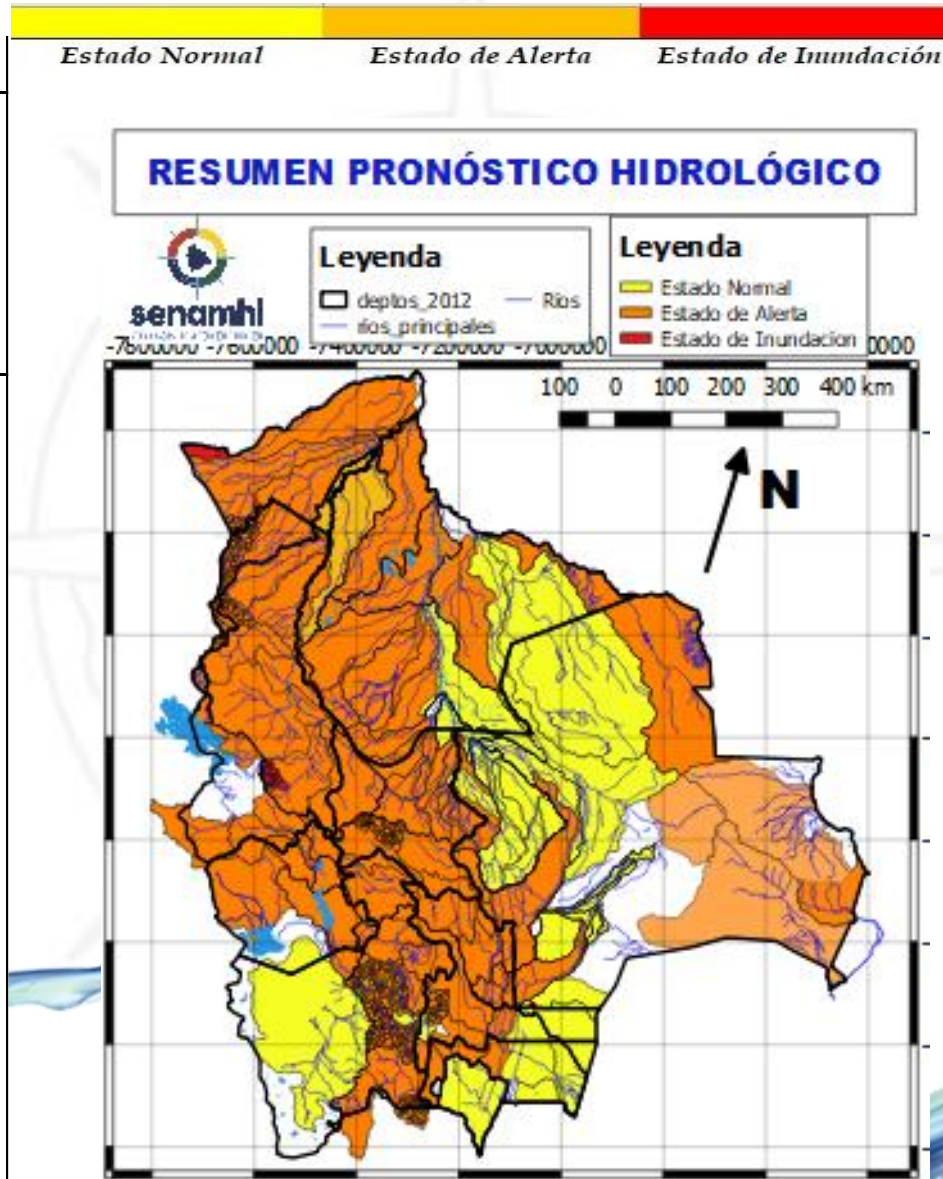 Estado Normal Estado de Alerta Estado de Inundación
RESUMEN PRONÓSTICO HIDROLÓGICO
senamhi
Leyenda
deptos_2012 Rios
rios_principales
Leyenda
Estado Normal
Estado de Alerta
Estado de Inundacion
-7800000 -7600000 -7400000 -7200000 -7000000
100 0 100 200 300 400 km
N